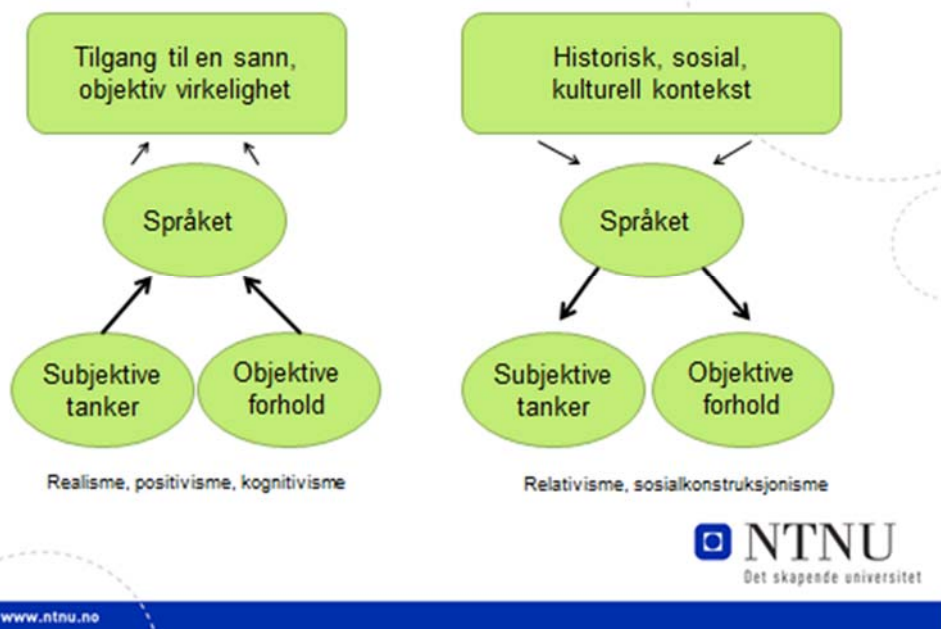 Tilgang til en sann,
objektiv virkelighet
Språket
Subjektive
tanker
Objektive
forhold
Realisme, positivisme, kognitivisme
Historisk, sosial,
kulturell kontekst
Språket
Subjektive
tanker
Objektive
forhold
Relativisme, sosialkonstruksjonisme
NTNU
Det skapende universitet
www.ntnu.no